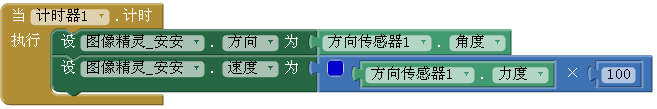 当 计时器1 . 计时
执行 设 图像精灵_安安 . 方向 为 方向传感器1 . 角度
设 图像精灵_安安 . 速度 为 方向传感器1 . 力度 × 100